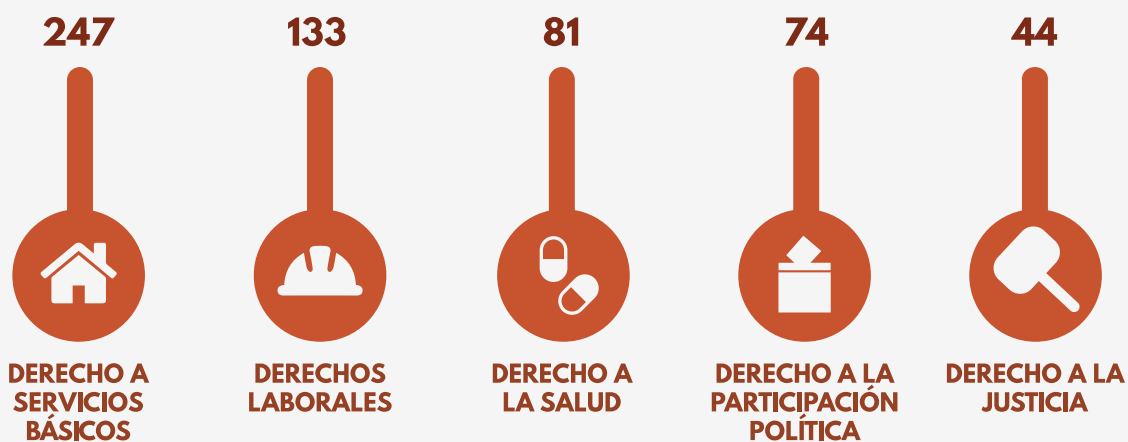 247
133
81
74
44
DERECHO A
SERVICIOS
BÁSICOS
DERECHOS
LABORALES
DERECHO A
LA SALUD
DERECHO A LA
PARTICIPACIÓN
POLÍTICA
DERECHO A LA
JUSTICIA